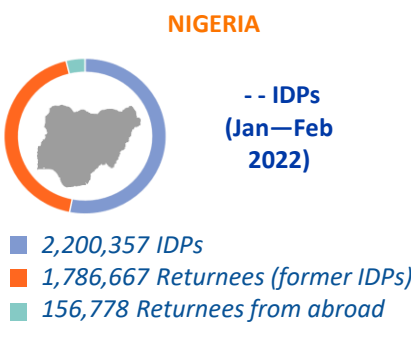 NIGERIA
- - IDPs
(Jan—Feb
2022)
2,200,357 IDPs
1,786,667 Returnees (former IDPs)
156,778 Returnees from abroad